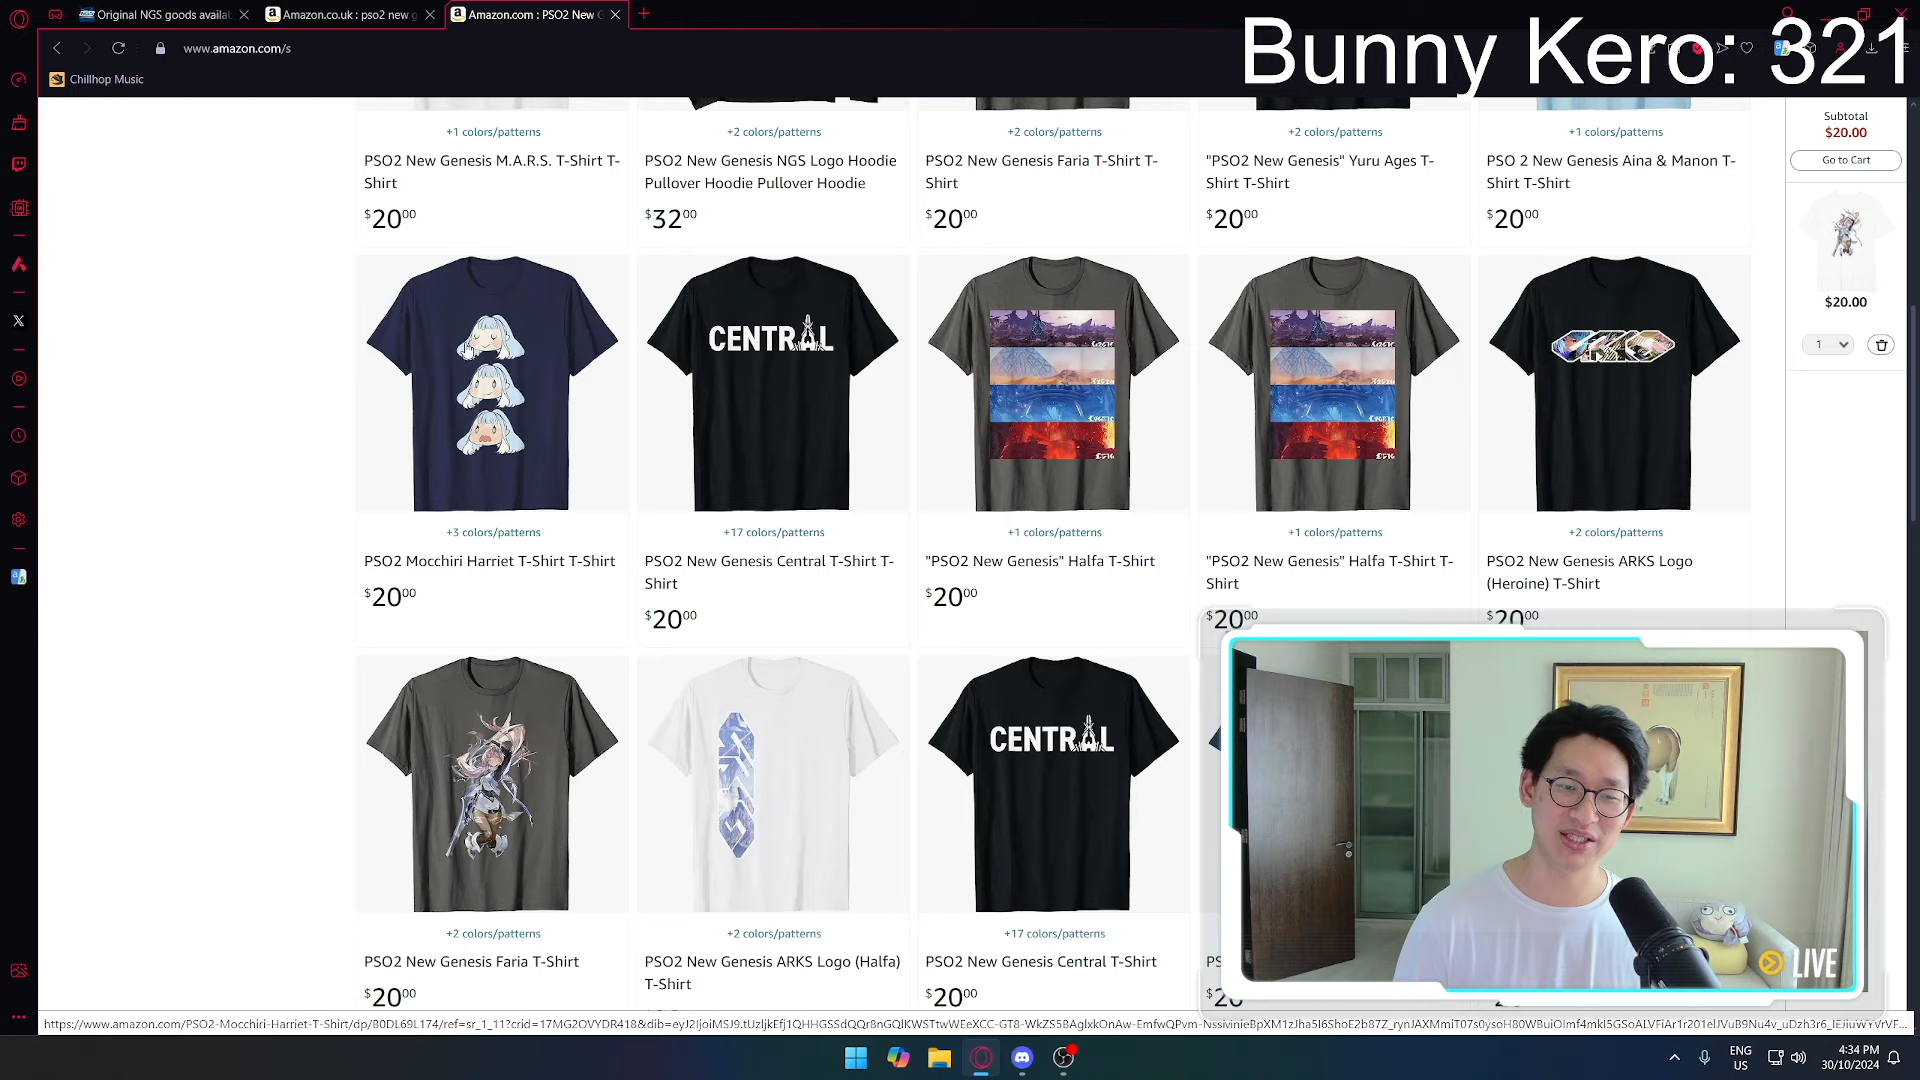 Original NGS goods availa
Amazon.co.uk : pso2 new g
Amazon.com : PSO2 New G
www.amazon.com/s
Bunny Kero: 321
Chillhop Music
Subtotal
$20.00
Go to Cart
$20.00
1
+1 colors/patterns
+2 colors/patterns
+2 colors/patterns
+2 colors/patterns
+1 colors/patterns
PSO2 New Genesis M.A.R.S. T-Shirt T-
Shirt
$20.00
PSO2 New Genesis NGS Logo Hoodie
Pullover Hoodie Pullover Hoodie
$32.00
PSO2 New Genesis Faria T-Shirt T-
Shirt
$20.00
"PSO2 New Genesis" Yuru Ages T-
Shirt T-Shirt
$20.00
PSO 2 New Genesis Aina & Manon T-
Shirt T-Shirt
$20.00
CENTRAL
+3 colors/patterns
+17 colors/patterns
+1 colors/patterns
+1 colors/patterns
+2 colors/patterns
PSO2 Mocchiri Harriet T-Shirt T-Shirt
$20.00
PSO2 New Genesis Central T-Shirt T-
Shirt
$20.00
"PSO2 New Genesis" Halfa T-Shirt
$20.00
"PSO2 New Genesis" Halfa T-Shirt T-
Shirt
$20.00
PSO2 New Genesis ARKS Logo
(Heroine) T-Shirt
$20.00
CENTRAL
+2 colors/patterns
+2 colors/patterns
+17 colors/patterns
PSO2 New Genesis Faria T-Shirt
$20.00
PSO2 New Genesis ARKS Logo (Halfa)
T-Shirt
PSO2 New Genesis Central T-Shirt
$20.00
LIVE
ENG
US
4:34 PM
30/10/2024